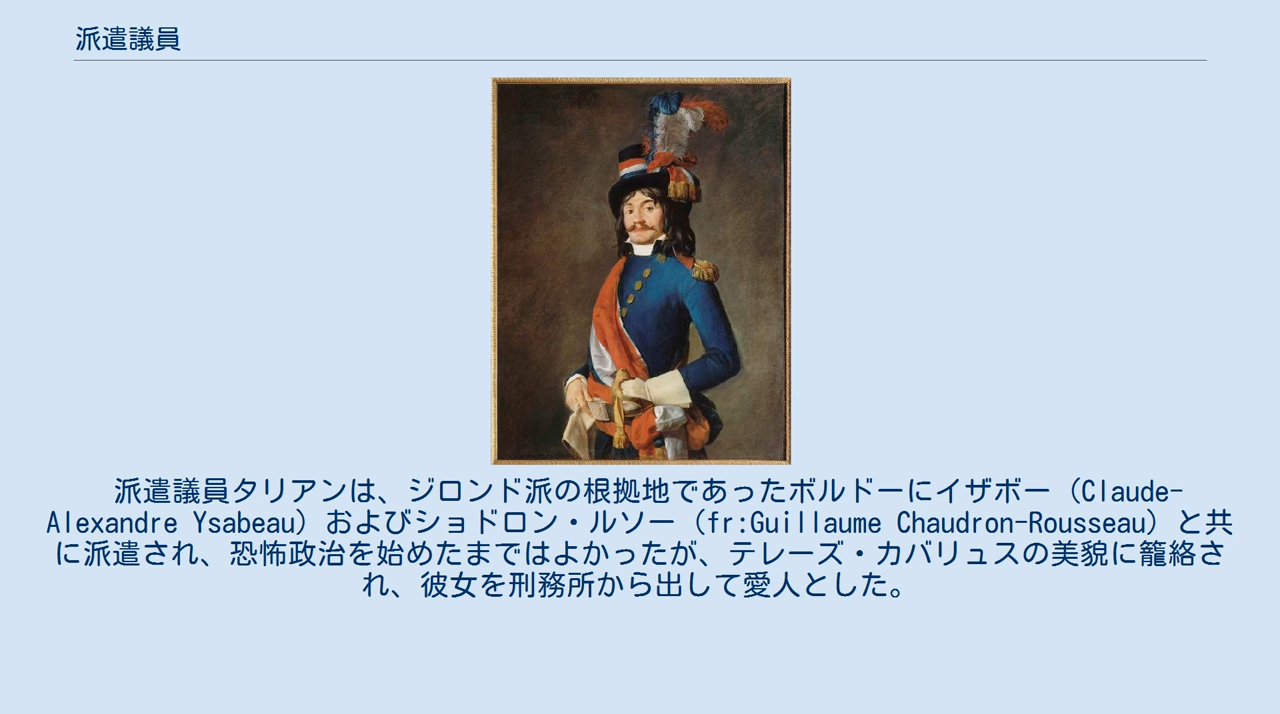 派遣議員
派遣議員タリアンは、ジロンド派の根拠地であったボルドーにイザボー（Claude-
Alexandre Ysabeau）およびショドロン・ルソー（fr:Guillaume Chaudron-Rousseau）と共
に派遣され、恐怖政治を始めたまではよかったが、テレーズ・カバリュスの美貌に籠絡さ
れ、彼女を刑務所から出して愛人とした。